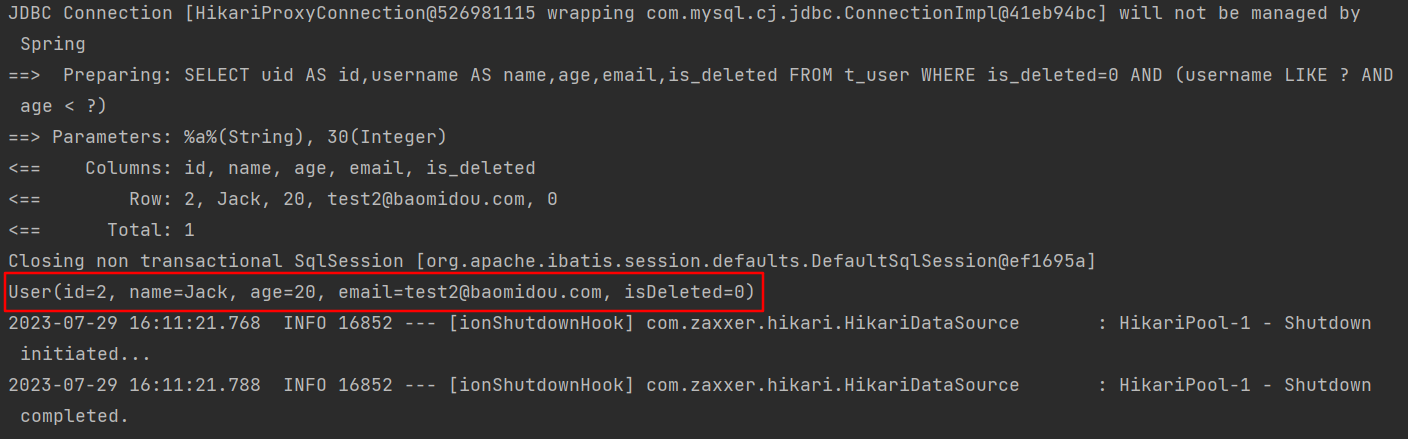 JDBC Connection [HikariProxyConnection@526981115 wrapping com.mysql.cj.jdbc.ConnectionImpl@41eb94bc] will not be managed by
Spring
==>  Preparing: SELECT uid AS id,username AS name,age,email,is_deleted FROM t_user WHERE is_deleted=0 AND (username LIKE ? AND
age < ?)
==> Parameters: %a%(String), 30(Integer)
<==    Columns: id, name, age, email, is_deleted
<==        Row: 2, Jack, 20, test2@baomidou.com, 0
<==      Total: 1
Closing non transactional SqlSession [org.apache.ibatis.session.defaults.DefaultSqlSession@ef1695a]
User(id=2, name=Jack, age=20, email=test2@baomidou.com, isDeleted=0)
2023-07-29 16:11:21.768  INFO 16852 --- [ionShutdownHook] com.zaxxer.hikari.HikariDataSource       : HikariPool-1 - Shutdown
initiated...
2023-07-29 16:11:21.788  INFO 16852 --- [ionShutdownHook] com.zaxxer.hikari.HikariDataSource       : HikariPool-1 - Shutdown
completed.